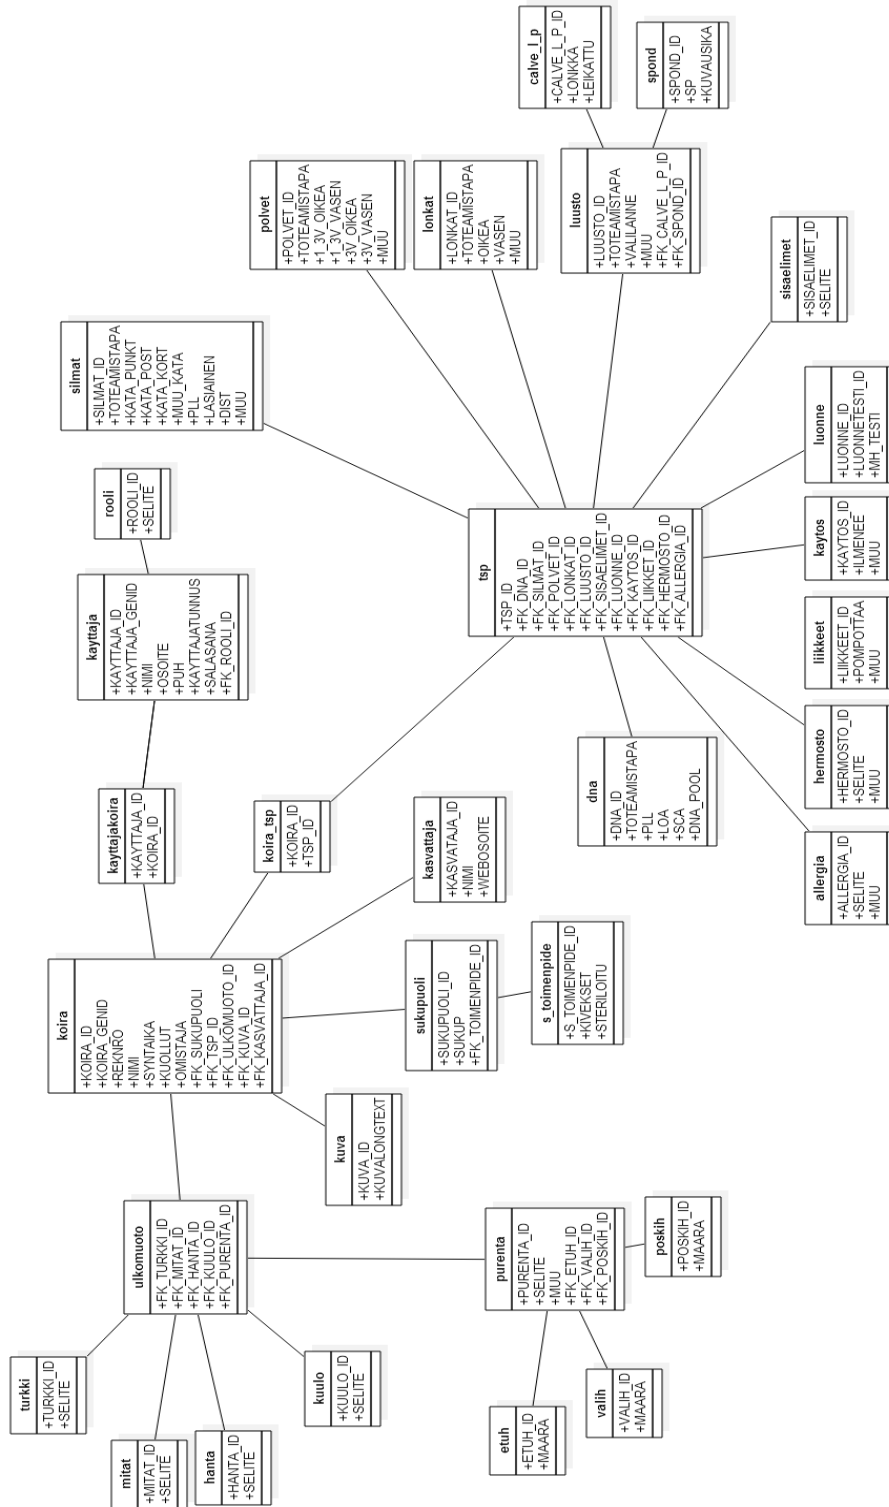 turkki
+TURKKI_ID
+SELITE
mitat
+MITAT_ID
+SELITE
hanta
+HANTA_ID
+SELITE
kuulo
+KUULO_ID
+SELITE
ulkomuoto
+FK_TURKKI_ID
+FK_MITAT_ID
+FK_HANTA_ID
+FK_KUULO_ID
+FK_PURENTA_ID
etuh
+ETUH_ID
+MAARA
valih
+VALIH_ID
+MAARA
purenta
+PURENTA_ID
+SELITE
+MUU
+FK_ETUH_ID
+FK_VALIH_ID
+FK_POSKIH_ID
poskih
+POSKIH_ID
+MAARA
koira
+KOIRA_ID
+KOIRA_GENID
+REKNRO
+NIMI
+SYNTAIKA
+KUOLLUT
+OMISTAJA
+FK_SUKUPUOLI
+FK_TSP_ID
+FK_ULKOMUOTO_ID
+FK_KUVA_ID
+FK_KASVATTAJA_ID
kuva
+KUVA_ID
+KUVALONGTEXT
sukupuoli
+SUKUPUOLI_ID
+SUKUP
+FK_TOIMENPIDE_ID
s_toimenpide
+S_TOIMENPIDE_ID
+KIVEKSET
+STERILOITU
kayttajakoira
+KAYTTAJA_ID
+KOIRA_ID
koira_tsp
+KOIRA_ID
+TSP_ID
kasvattaja
+KASVATAJA_ID
+NIMI
+WEBOSOITE
kayttaja
+KAYTTAJA_ID
+KAYTTAJA_GENID
+NIMI
+OSOITE
+PUH
+KAYTTAJATUNNUS
+SALASANA
+FK_ROOLI_ID
rooli
+ROOLI_ID
+SELITE
dna
+DNA_ID
+TOTEAMISTAPA
+PLL
+LOA
+SCA
+DNA_POOL
tsp
+TSP_ID
+FK_DNA_ID
+FK_SILMAT_ID
+FK_POLVET_ID
+FK_LONKAT_ID
+FK_LUUSTO_ID
+FK_SISAELIMET_ID
+FK_LUONNE_ID
+FK_KAYTOS_ID
+FK_LIIKKET_ID
+FK_HERMOSTO_ID
+FK_ALLERGIA_ID
allergia
+ALLERGIA_ID
+SELITE
+MUU
hermosto
+HERMOSTO_ID
+SELITE
+MUU
liikkeet
+LIIKKEET_ID
+POMPOTTAA
+MUU
kaytos
+KAYTOS_ID
+ILMENEE
+MUU
luonne
+LUONNE_ID
+LUONNETESTI_ID
+MH_TESTI
silmat
+SILMAT_ID
+TOTEAMISTAPA
+KATA_PUNKT
+KATA_POST
+KATA_KORT
+MUU_KATA
+PLL
+LASIAINEN
+DIST
+MUU
polvet
+POLVET_ID
+TOTEAMISTAPA
+1_3V_OIKEA
+1_3V_VASEN
+3V_OIKEA
+3V_VASEN
+MUU
lonkat
+LONKAT_ID
+TOTEAMISTAPA
+OIKEA
+VASEN
+MUU
luusto
+LUUSTO_ID
+TOTEAMISTAPA
+VALILANNE
+MUU
+FK_CALVE_L_P_ID
+FK_SPOND_ID
sisaelimet
+SISAELIMET_ID
+SELITE
calve_l_p
+CALVE_L_P_ID
+LONKKA
+LEIKATTU
spond
+SPOND_ID
+SP
+KUVAUSIKA